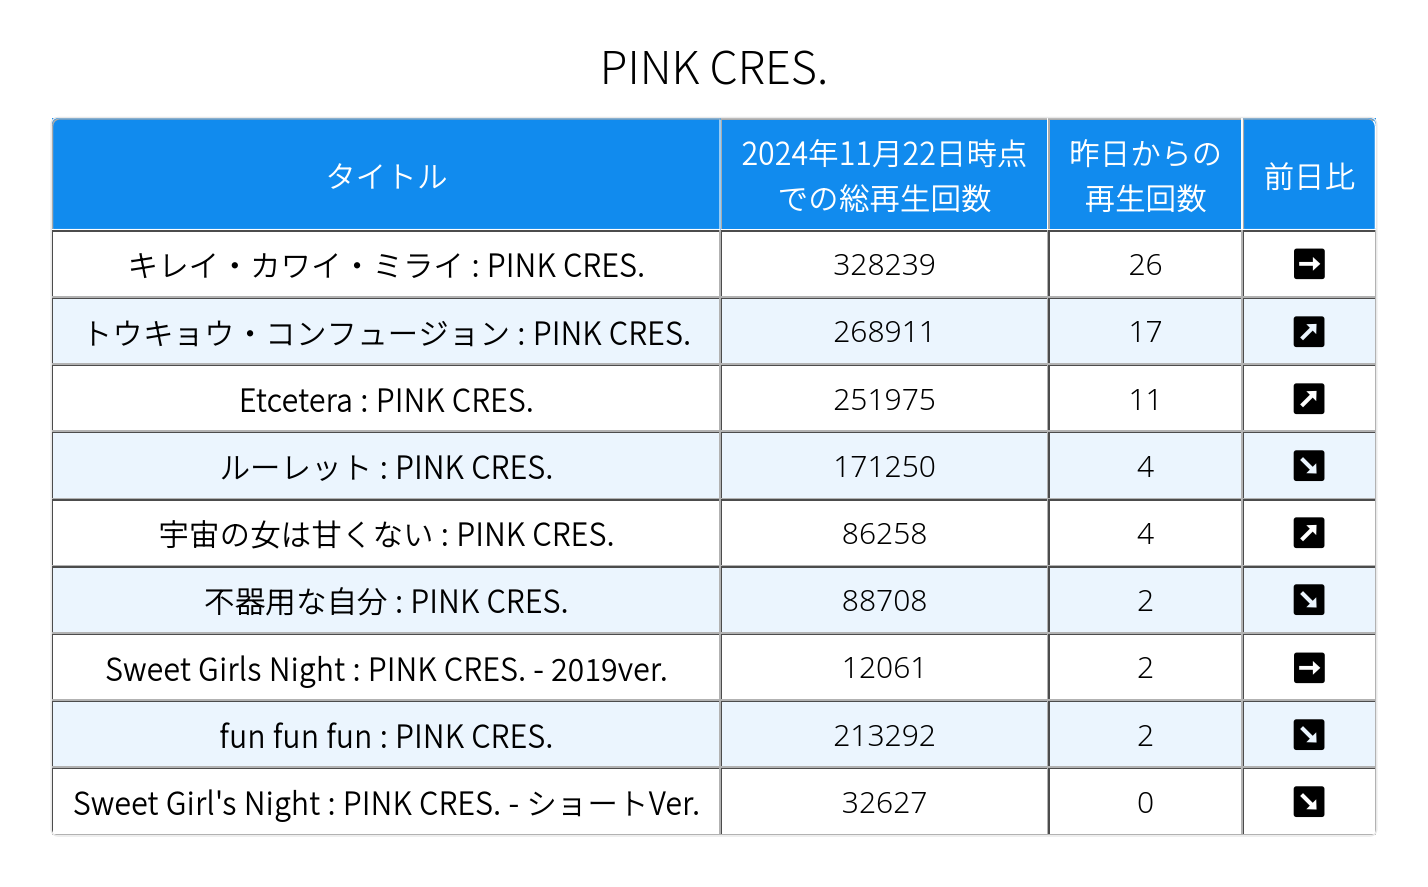 PINK CRES.
タイトル
2024年11月22日時点
での総再生回数
昨日からの
再生回数
前日比
キレイ・カワイ・ミライ : PINK CRES. 328239 26 ➡
トウキョウ・コンフュージョン : PINK CRES. 268911 17 ↗
Etcetera : PINK CRES. 251975 11 ↗
ルーレット : PINK CRES. 171250 4 ↘
宇宙の女は甘くない : PINK CRES. 86258 4 ↗
不器用な自分 : PINK CRES. 88708 2 ↘
Sweet Girls Night : PINK CRES. - 2019ver. 12061 2 ➡
fun fun fun : PINK CRES. 213292 2 ↘
Sweet Girl's Night : PINK CRES. - ショートVer. 32627 0 ↘